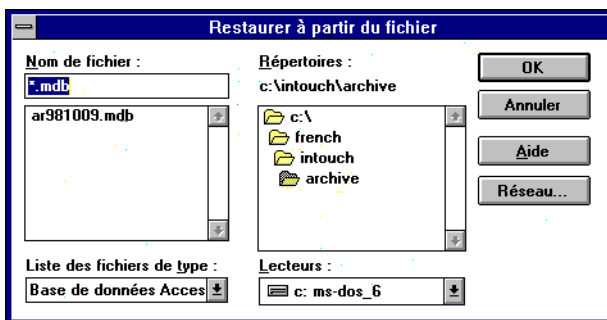 Restaurer à partir du fichier
Nom de fichier :
*.mdb
ar981009.mdb
Liste des fichiers de type :
Base de données Acces
Répertoires :
c:\intouch\archive
c:\
french
intouch
archive
Lecteurs :
c: ms-dos_6
OK
Annuler
Aide
Réseau...